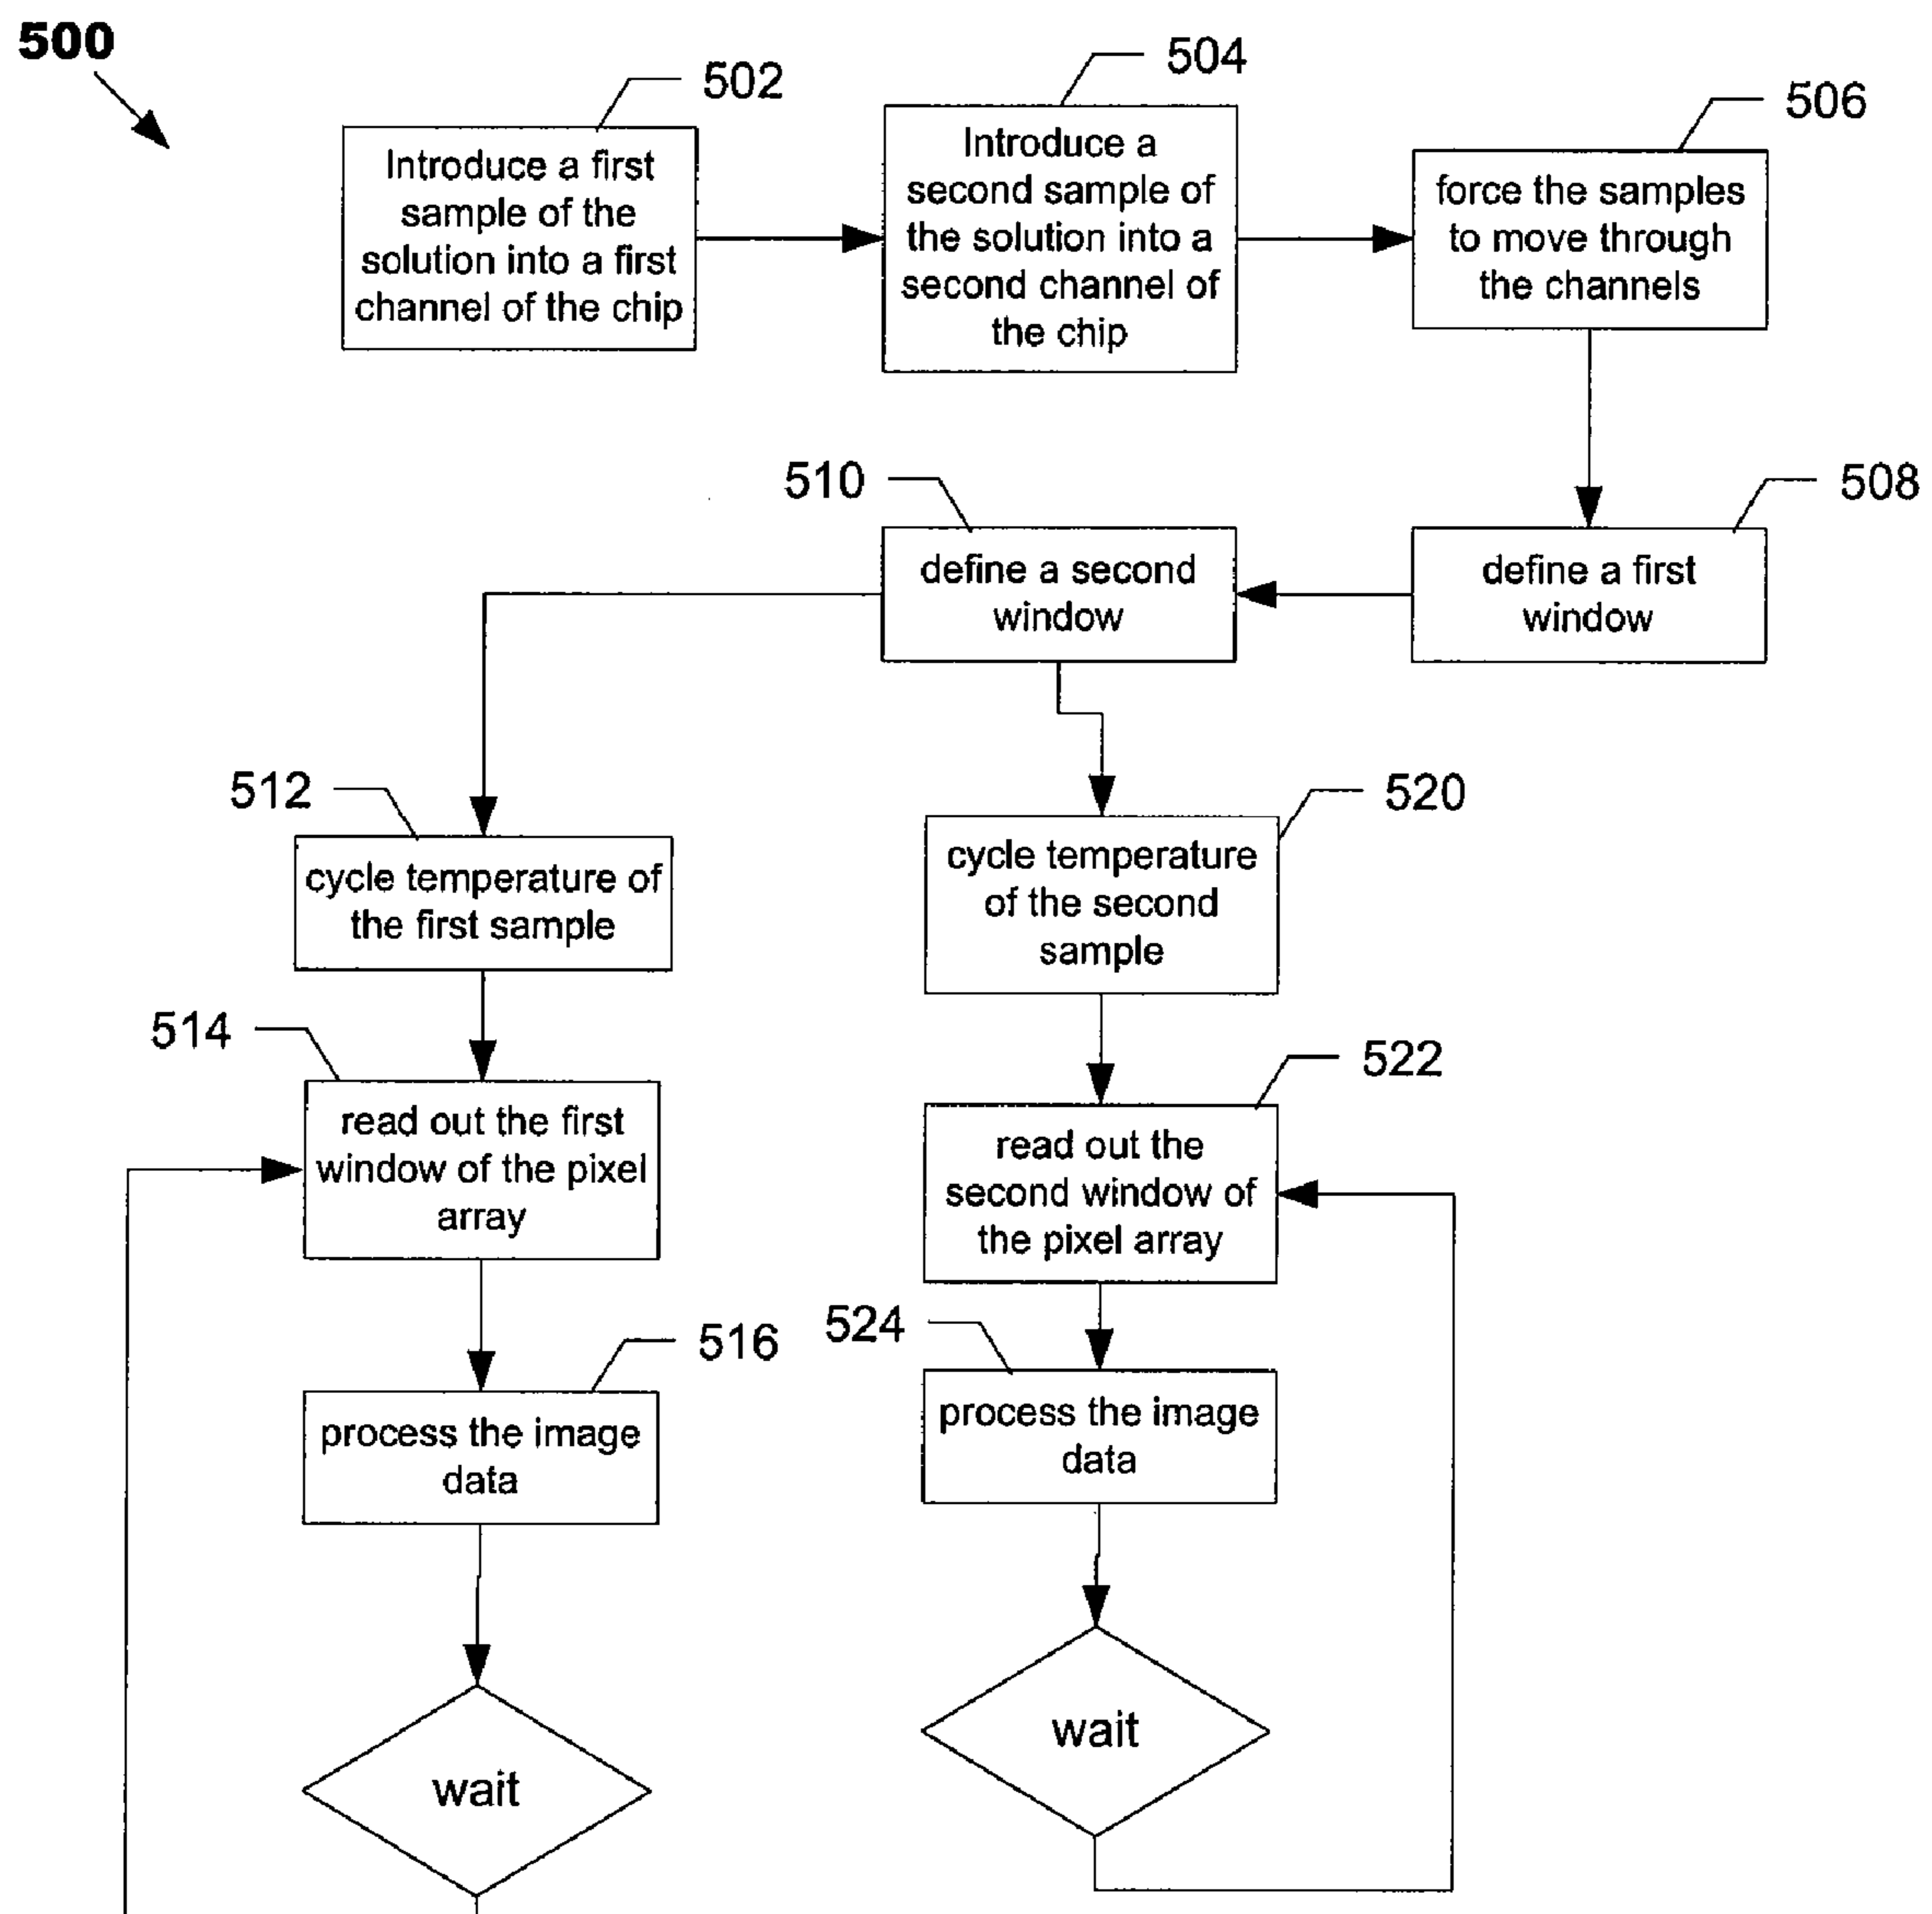 500
502
Introduce a first
sample of the
solution into a first
channel of the chip
504
Introduce a
second sample of
the solution into a
second channel of
the chip
506
force the samples
to move through
the channels
508
define a first
window
510
define a second
window
512
cycle temperature of
the first sample
514
read out the first
window of the pixel
array
516
process the image
data
wait
520
cycle temperature
of the second
sample
522
read out the
second window of
the pixel array
524
process the image
data
wait